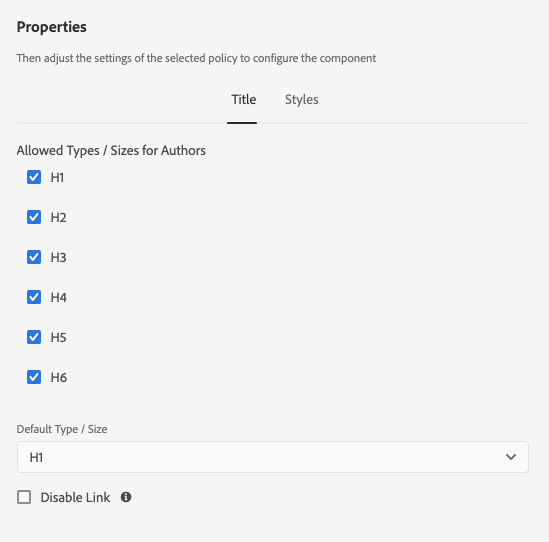 Properties
Then adjust the settings of the selected policy to configure the component
Title Styles
Allowed Types / Sizes for Authors
H1
H2
H3
H4
H5
H6
Default Type / Size
H1
Disable Link